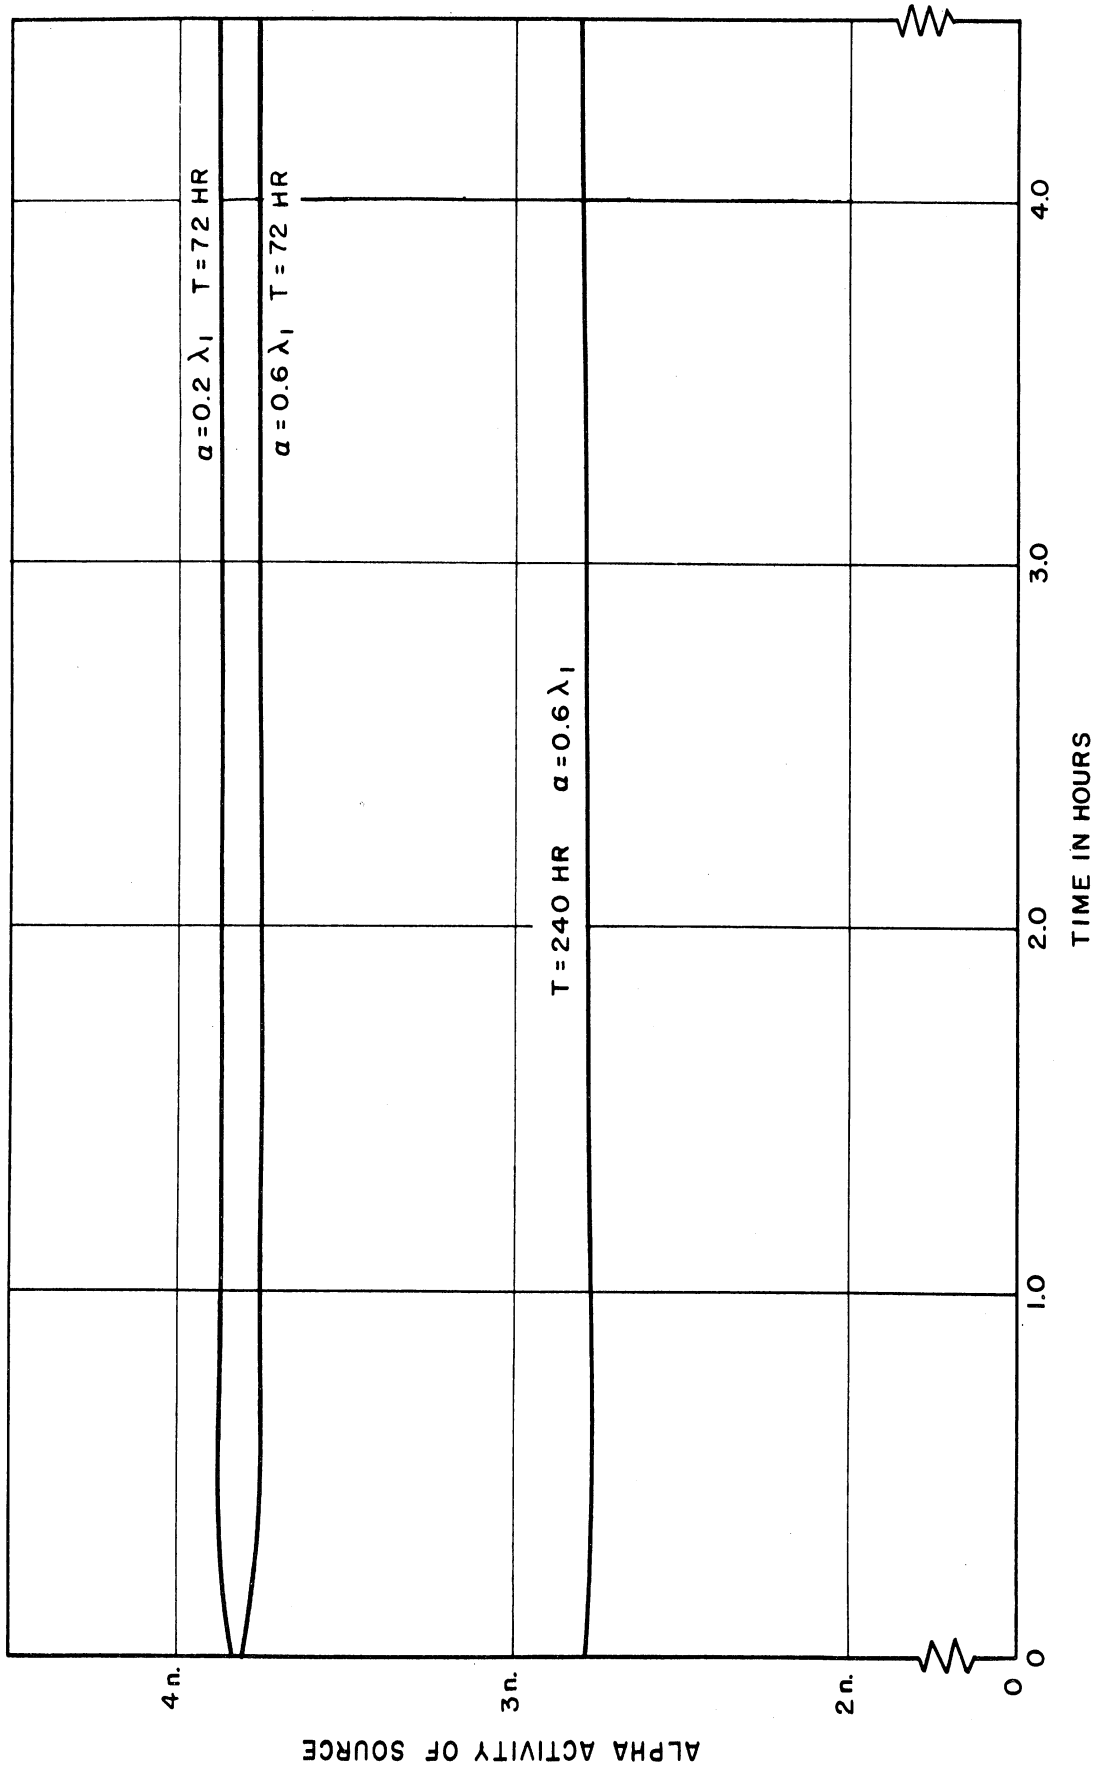 ALPHA ACTIVITY OF SOURCE
4 n.
3 n.
2 n.
0
α = 0.2 λ₁ T = 72 HR
α = 0.6 λ₁ T = 72 HR
T = 240 HR α = 0.6 λ₁
0
1.0
2.0
3.0
4.0
TIME IN HOURS